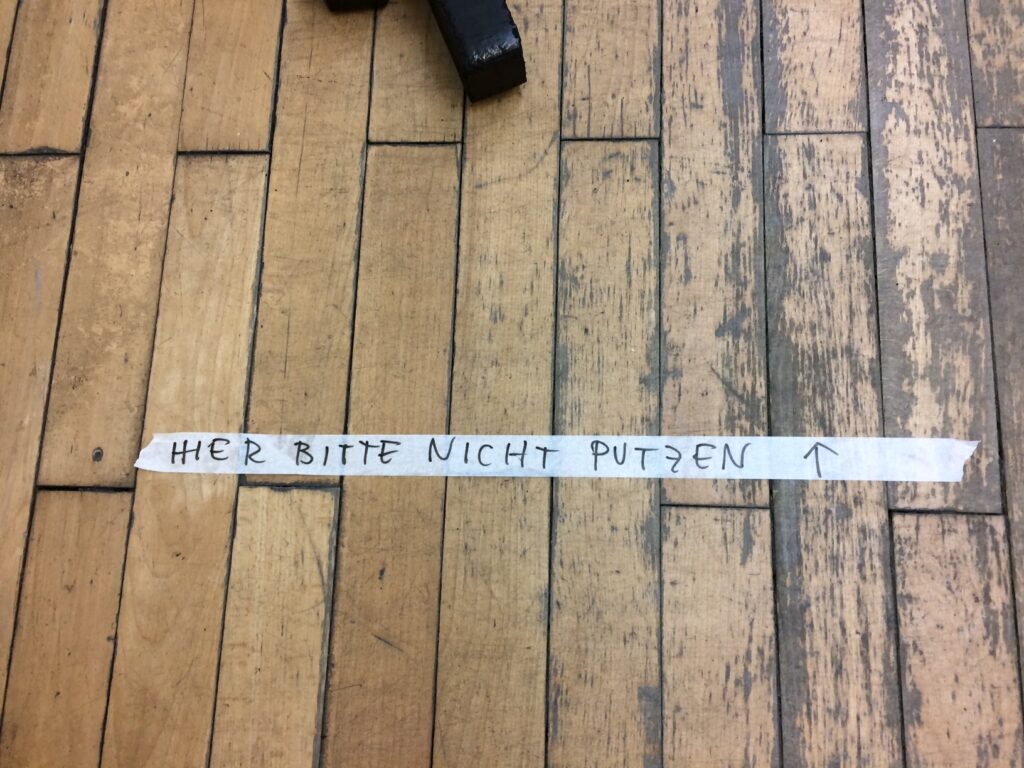 HIER BITTE NICHT PUTZEN ↑